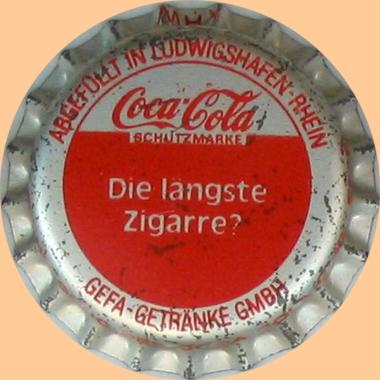 ABGEFÜLLT IN LUDWIGSHAFEN-RHEIN
Coca-Cola
SCHUTZMARKE
Die längste
Zigarre?
GEFA-GETRÄNKE GMBH